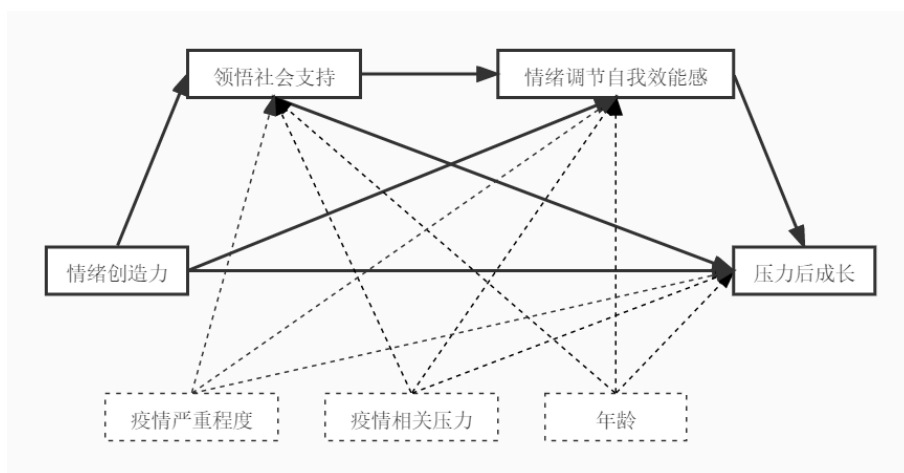 领悟社会支持
情绪调节自我效能感
情绪创造力
压力后成长
疫情严重程度
疫情相关压力
年龄